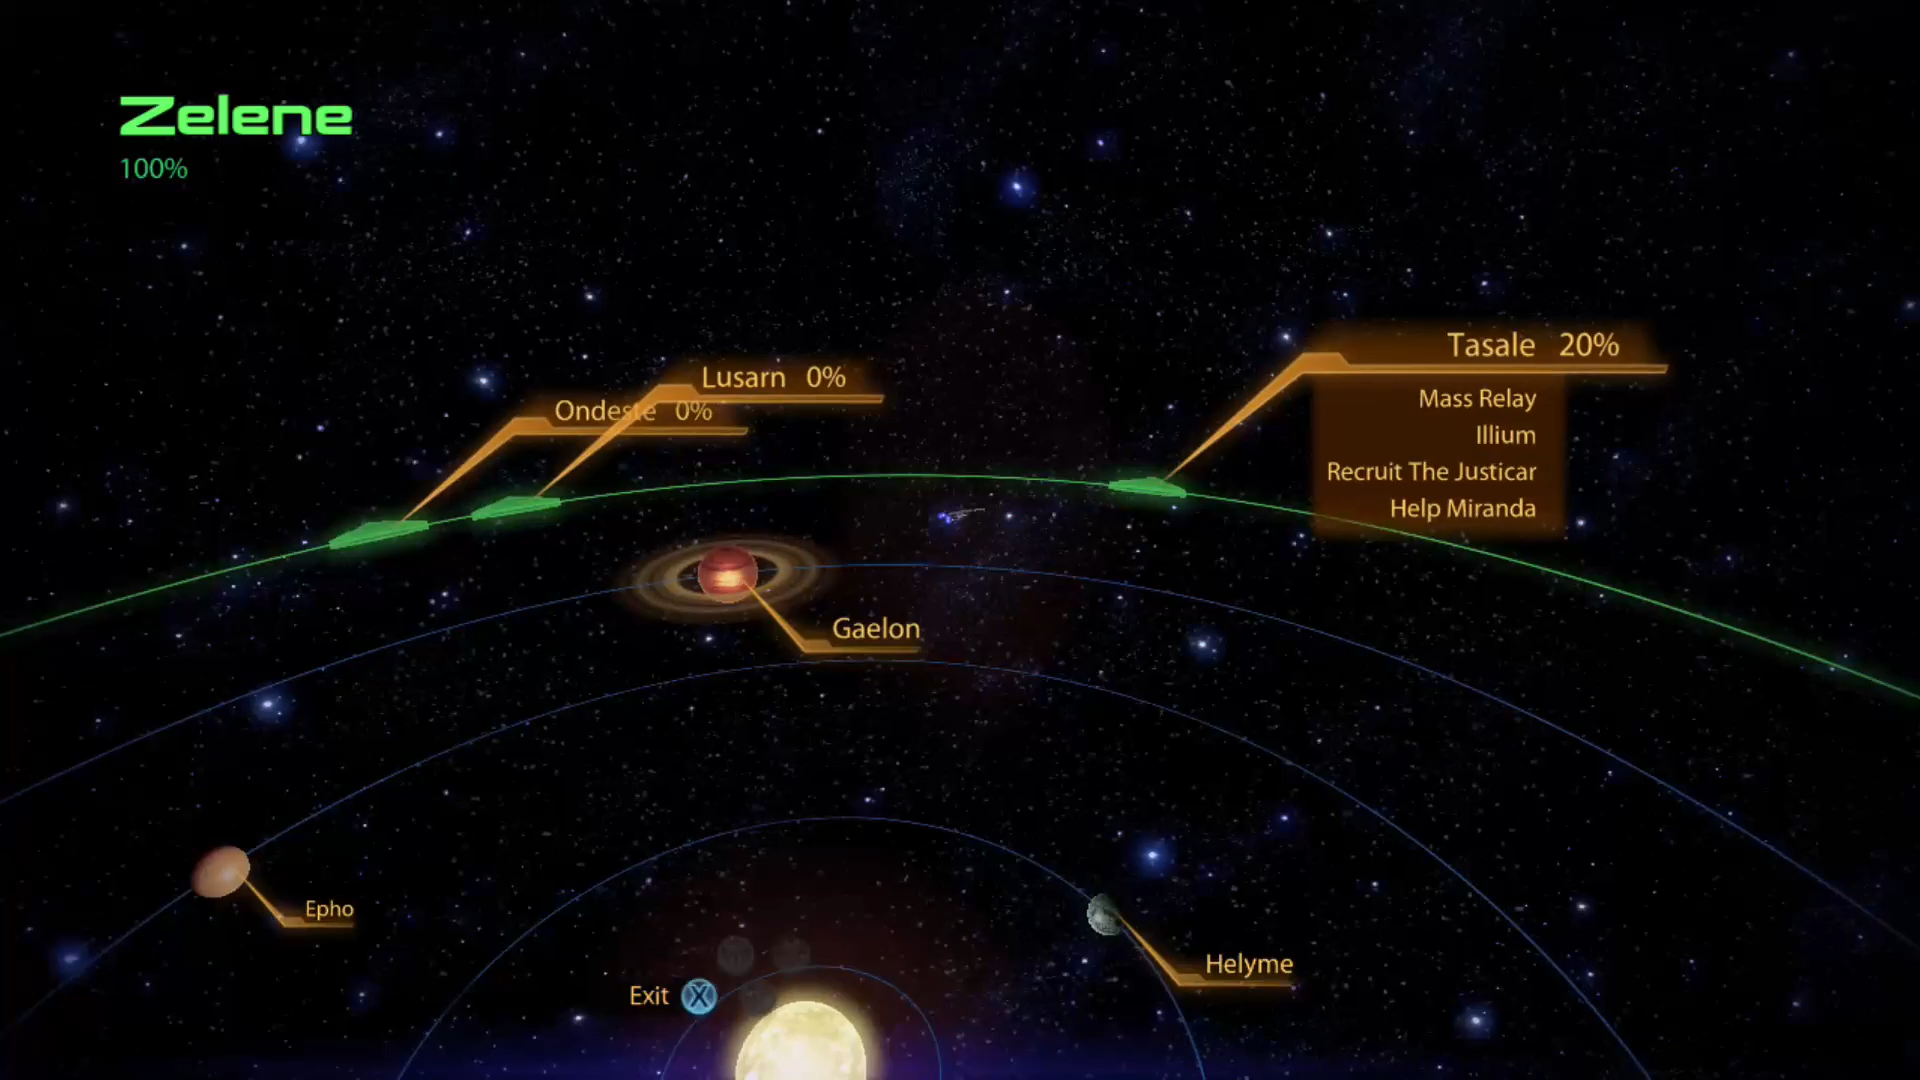 Zelene
100%
Tasale 20%
Mass Relay
Illium
Recruit The Justicar
Help Miranda
Lusarn 0%
Ondeste 0%
Gaelon
Epho
Helyme
Exit X